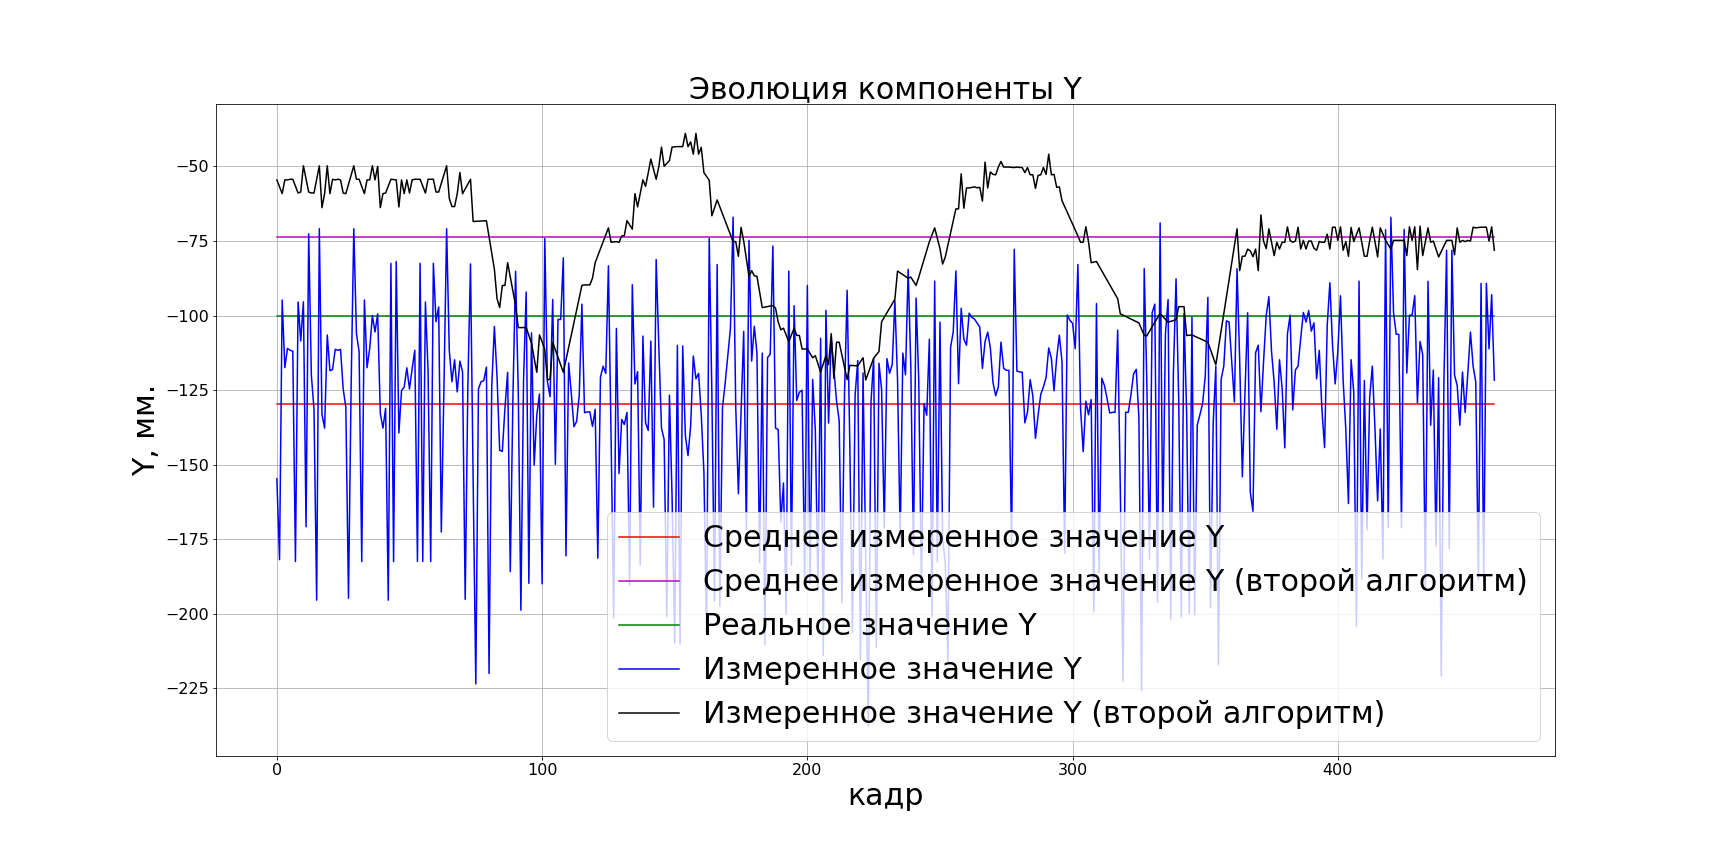 Эволюция компоненты Y
Y, мм.
−50
−75
−100
−125
−150
−175
−200
−225
Среднее измеренное значение Y
Среднее измеренное значение Y (второй алгоритм)
Реальное значение Y
Измеренное значение Y
Измеренное значение Y (второй алгоритм)
0 100 200 300 400
кадр